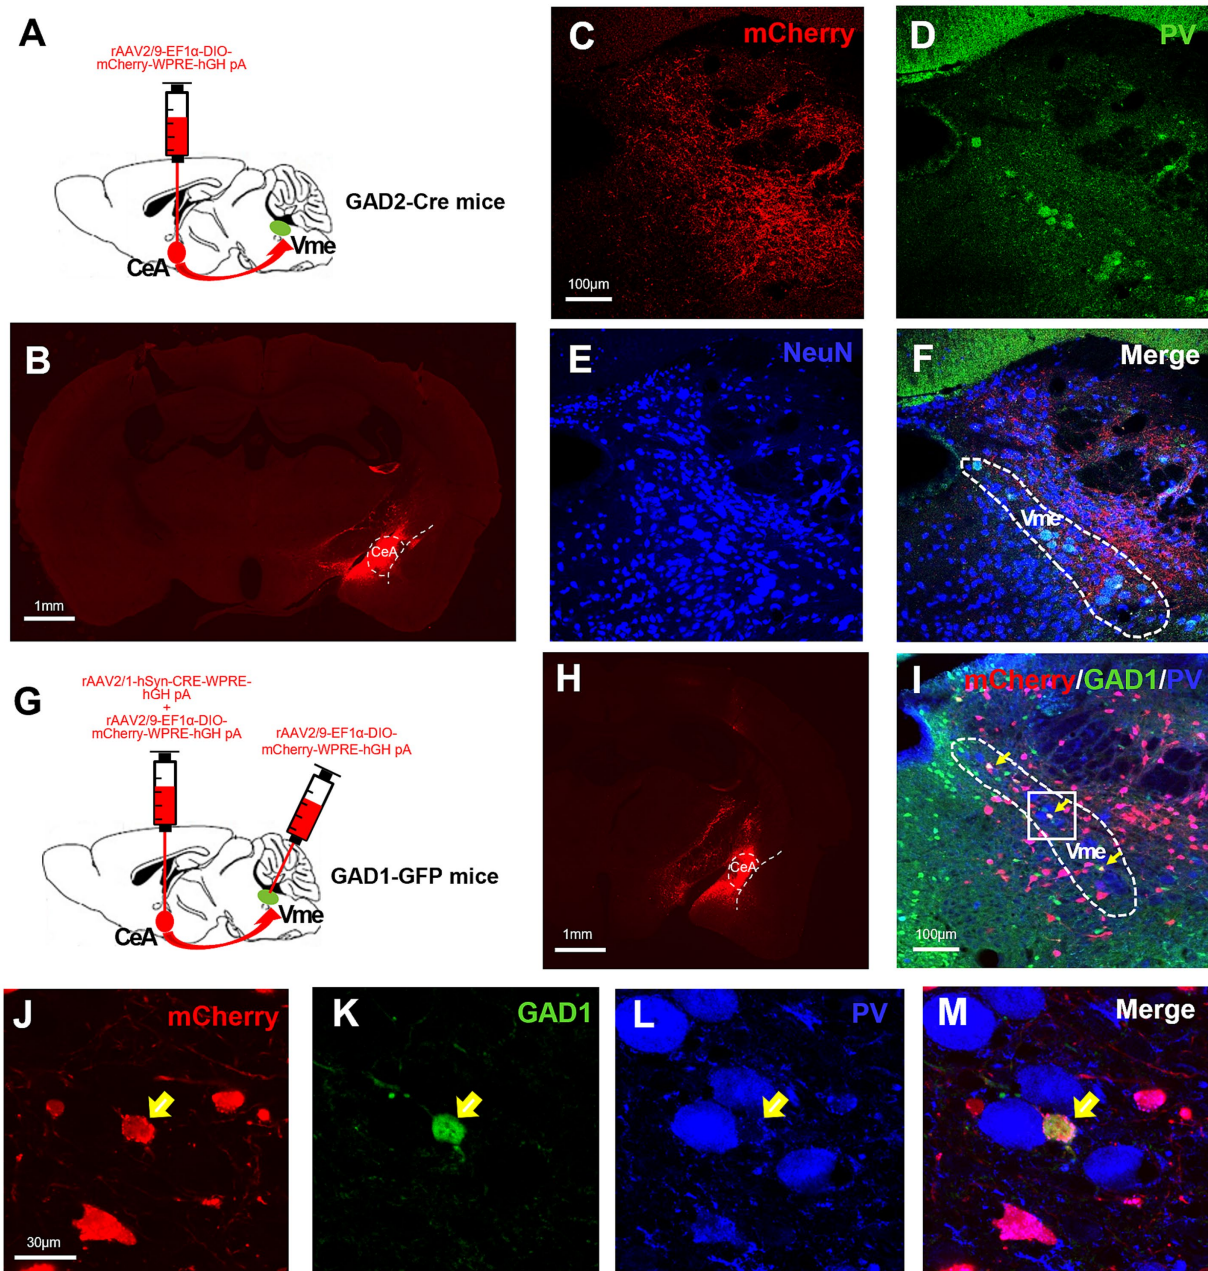 A
rAAV2/9-EF1α-DIO-
mCherry-WPRE-hGH pA
GAD2-Cre mice
CeA
Vme
B
CeA
1mm
C
mCherry
100μm
D
PV
E
NeuN
F
Merge
Vme
G
rAAV2/1-hSyn-CRE-WPRE-
hGH pA
+
rAAV2/9-EF1α-DIO-
mCherry-WPRE-hGH pA
rAAV2/9-EF1α-DIO-
mCherry-WPRE-hGH pA
GAD1-GFP mice
CeA
Vme
H
CeA
1mm
I
mCherry/GAD1/PV
Vme
100μm
J
mCherry
30μm
K
GAD1
L
PV
M
Merge